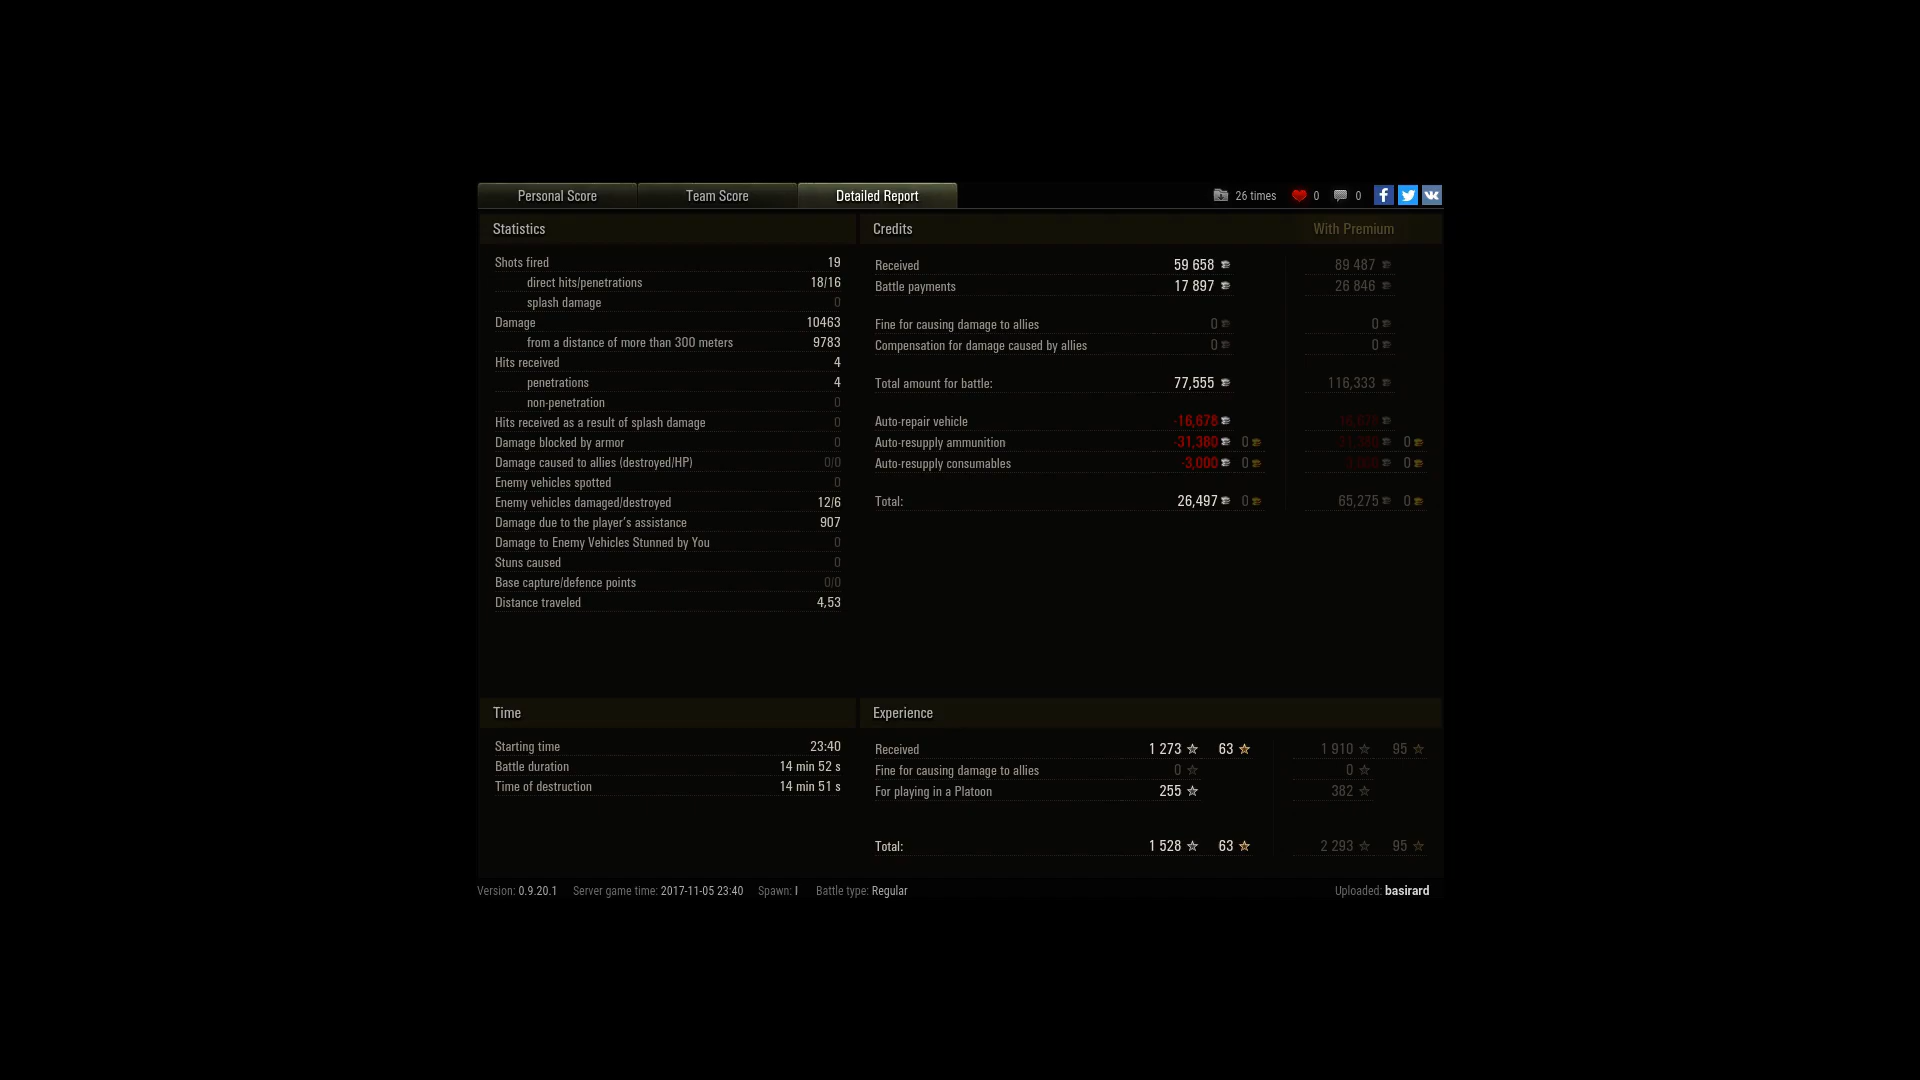 Personal Score Team Score Detailed Report 26 times 0 0
Statistics
Shots fired 19
direct hits/penetrations 18/16
splash damage 0
Damage 10463
from a distance of more than 300 meters 9783
Hits received 4
penetrations 4
non-penetration 0
Hits received as a result of splash damage 0
Damage blocked by armor 0
Damage caused to allies (destroyed/HP) 0/0
Enemy vehicles spotted 0
Enemy vehicles damaged/destroyed 12/6
Damage due to the player's assistance 907
Damage to Enemy Vehicles Stunned by You 0
Stuns caused 0
Base capture/defence points 0/0
Distance traveled 4,53
Credits With Premium
Received 59 658 89 487
Battle payments 17 897 26 846
Fine for causing damage to allies 0 0
Compensation for damage caused by allies 0 0
Total amount for battle: 77,555 116,333
Auto-repair vehicle -16,678 -16,678
Auto-resupply ammunition -31,380 0 -31,380 0
Auto-resupply consumables -3,000 0 -3,000 0
Total: 26,497 0 65,275 0
Time
Starting time 23:40
Battle duration 14 min 52 s
Time of destruction 14 min 51 s
Experience
Received 1 273 63 1 910 95
Fine for causing damage to allies 0 0
For playing in a Platoon 255 382
Total: 1 528 63 2 293 95
Version: 0.9.20.1 Server game time: 2017-11-05 23:40 Spawn: I Battle type: Regular Uploaded: basirard